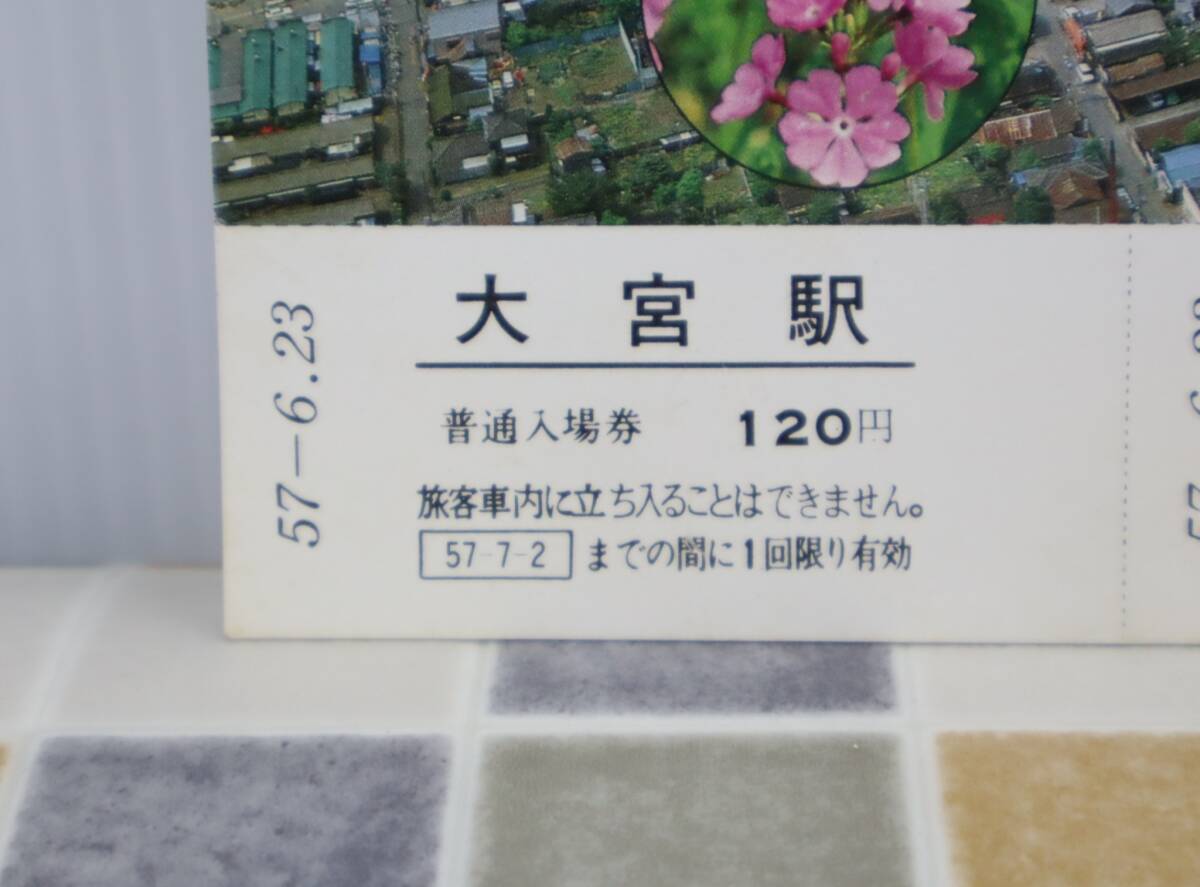 大宮駅
普通入場券 120円
旅客車内に立ち入ることはできません。
57-7-2 までの間に1回限り有効
57-6.23